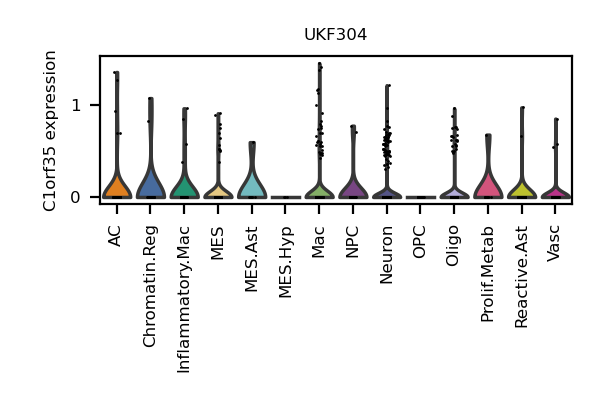 UKF304
C1orf35 expression
1
0
AC
Chromatin.Reg
Inflammatory.Mac
MES
MES.Ast
MES.Hyp
Mac
NPC
Neuron
OPC
Oligo
Prolif.Metab
Reactive.Ast
Vasc